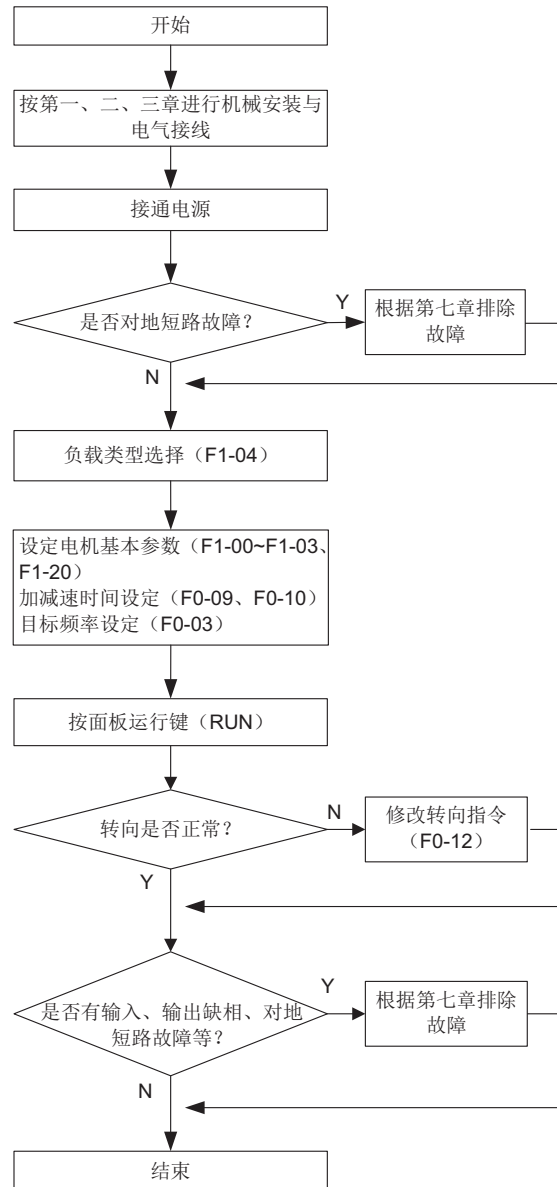 开始
按第一、二、三章进行机械安装与
电气接线
接通电源
是否对地短路故障？
Y
根据第七章排除
故障
N
负载类型选择（F1-04）
设定电机基本参数（F1-00~F1-03、
F1-20）
加减速时间设定（F0-09、F0-10）
目标频率设定（F0-03）
按面板运行键（RUN）
转向是否正常？
N
修改转向指令
（F0-12）
Y
是否有输入、输出缺相、对地
短路故障等？
Y
根据第七章排除
故障
N
结束